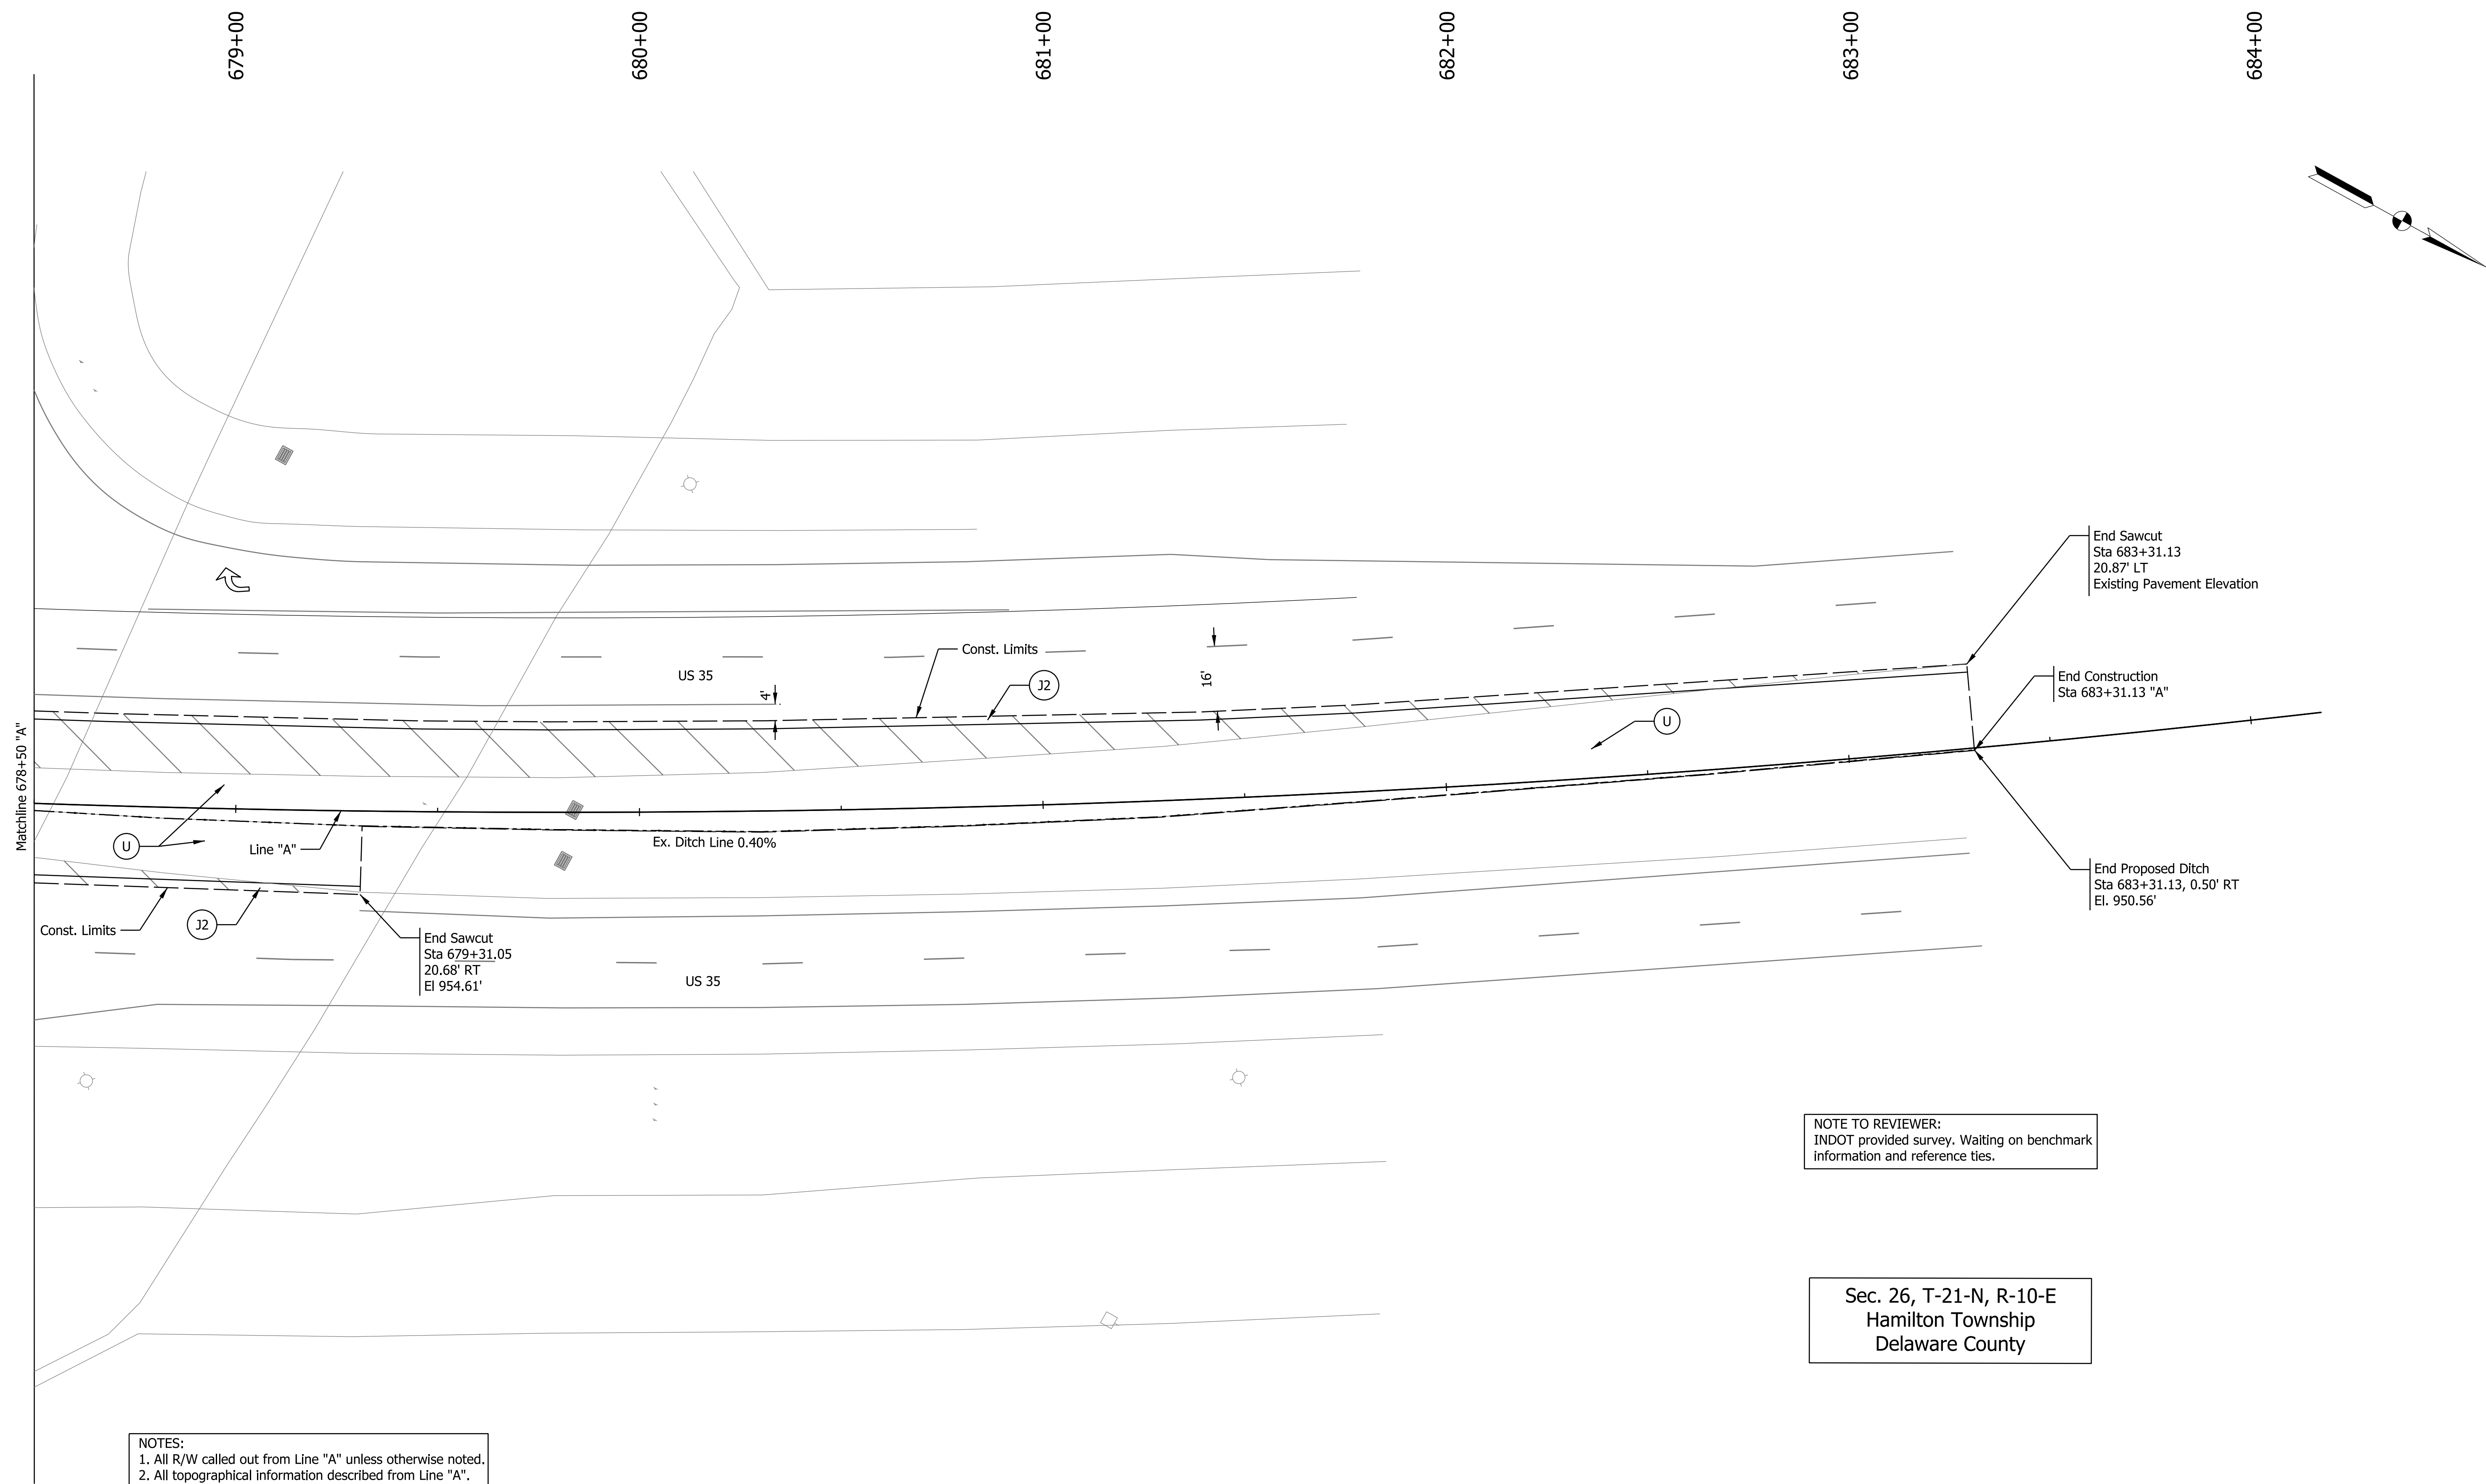 679+00
680+00
681+00
682+00
683+00
684+00
End Sawcut
Sta 683+31.13
20.87' LT
Existing Pavement Elevation
Const. Limits
US 35
J2
4'
16'
End Construction
Sta 683+31.13 "A"
U
Matchline 678+50 "A"
U
Line "A"
Ex. Ditch Line 0.40%
End Proposed Ditch
Sta 683+31.13, 0.50' RT
El. 950.56'
Const. Limits
J2
End Sawcut
Sta 679+31.05
20.68' RT
El 954.61'
US 35
NOTE TO REVIEWER:
INDOT provided survey. Waiting on benchmark
information and reference ties.
Sec. 26, T-21-N, R-10-E
Hamilton Township
Delaware County
NOTES:
1. All R/W called out from Line "A" unless otherwise noted.
2. All topographical information described from Line "A".